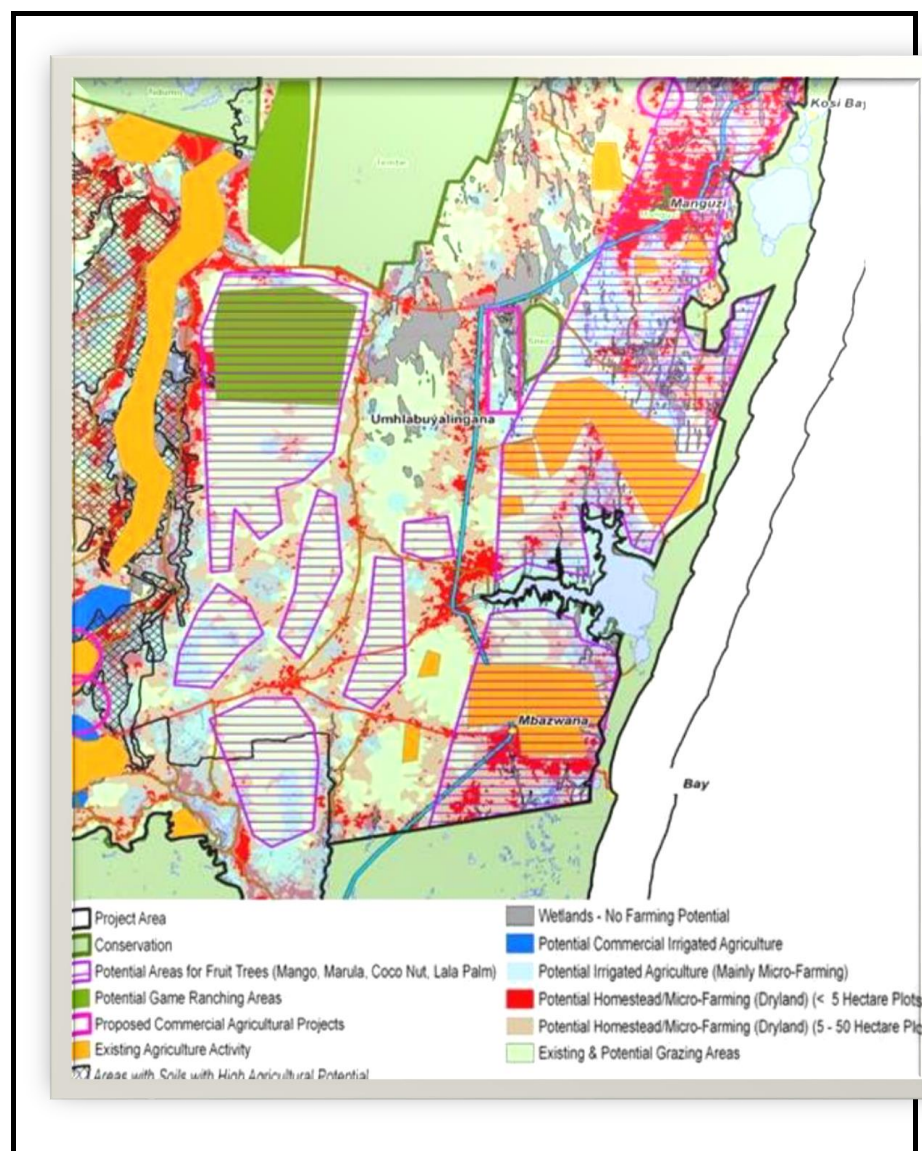 Ndumo
Kosi Bay
Tembe
Manguzi
Umhlabuyalingana
Mbazwana
Bay
Project Area
Conservation
Potential Areas for Fruit Trees (Mango, Marula, Coco Nut, Lala Palm)
Potential Game Ranching Areas
Proposed Commercial Agricultural Projects
Existing Agriculture Activity
Areas with Soils with High Agricultural Potential
Wetlands - No Farming Potential
Potential Commercial Irrigated Agriculture
Potential Irrigated Agriculture (Mainly Micro-Farming)
Potential Homestead/Micro-Farming (Dryland) (< 5 Hectare Plots
Potential Homestead/Micro-Farming (Dryland) (5 - 50 Hectare Plo
Existing & Potential Grazing Areas